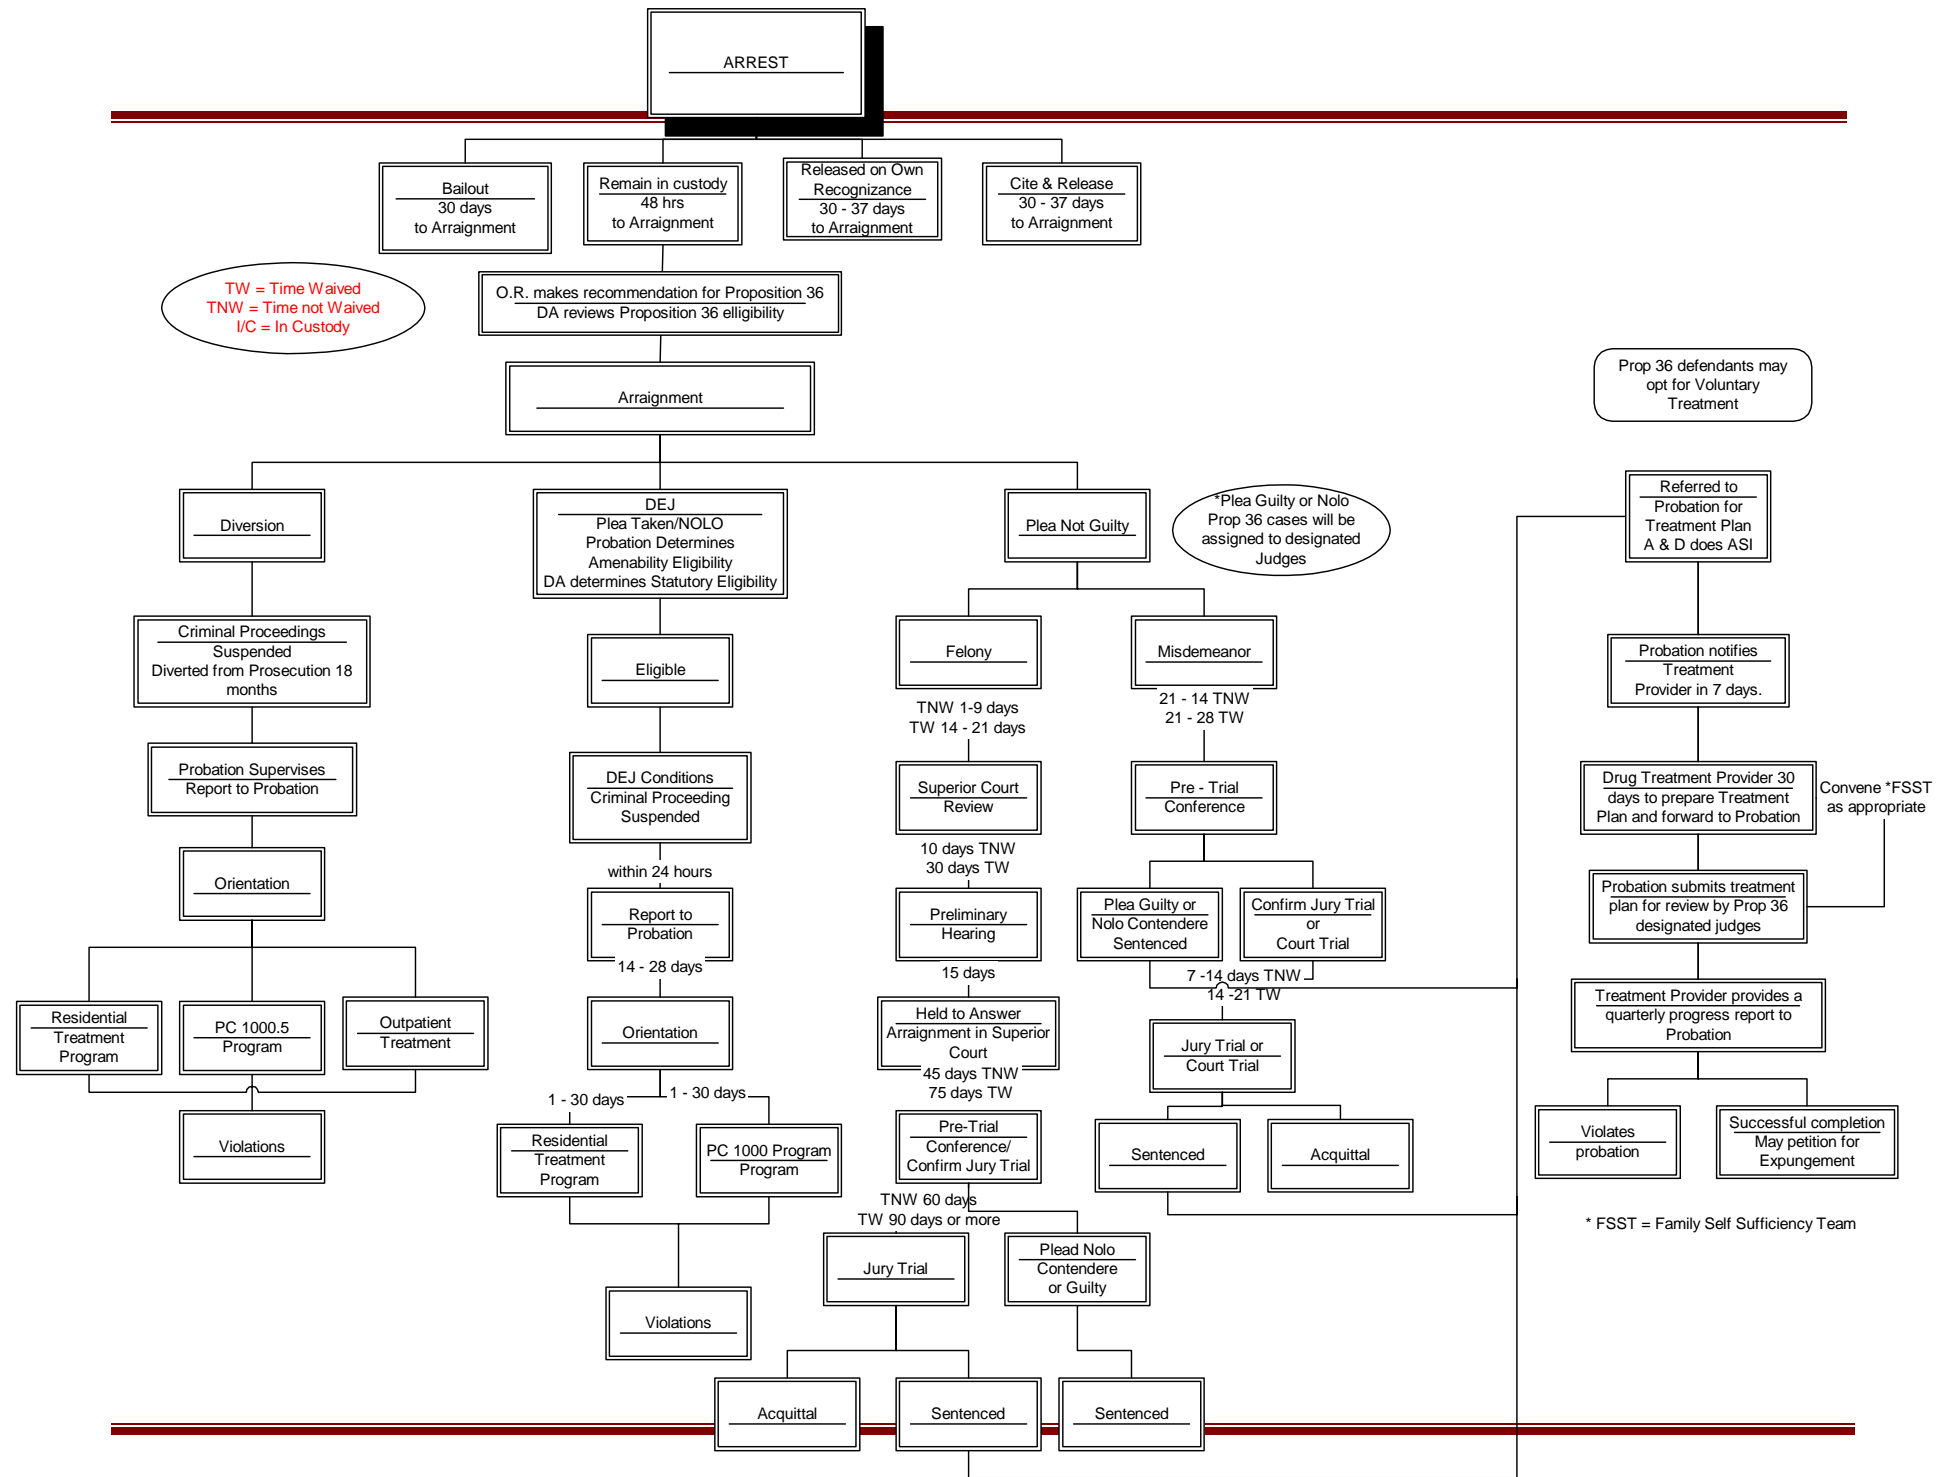 ARREST
Bailout
30 days
to Arraignment
Remain in custody
48 hrs
to Arraignment
Released on Own
Recognizance
30 - 37 days
to Arraignment
Cite & Release
30 - 37 days
to Arraignment
TW = Time Waived
TNW = Time not Waived
I/C = In Custody
O.R. makes recommendation for Proposition 36
DA reviews Proposition 36 elligibility
Arraignment
Prop 36 defendants may
opt for Voluntary
Treatment
Diversion
DEJ
Plea Taken/NOLO
Probation Determines
Amenability Eligibility
DA determines Statutory Eligibility
Plea Not Guilty
*Plea Guilty or Nolo
Prop 36 cases will be
assigned to designated
Judges
Referred to
Probation for
Treatment Plan
A & D does ASI
Criminal Proceedings
Suspended
Diverted from Prosecution 18
months
Eligible
Felony
Misdemeanor
Probation notifies
Treatment
Provider in 7 days.
TNW 1-9 days
TW 14 - 21 days
21 - 14 TNW
21 - 28 TW
Probation Supervises
Report to Probation
DEJ Conditions
Criminal Proceeding
Suspended
Superior Court
Review
Pre - Trial
Conference
Drug Treatment Provider 30
days to prepare Treatment
Plan and forward to Probation
Convene *FSST
as appropriate
within 24 hours
10 days TNW
30 days TW
Orientation
Report to
Probation
Preliminary
Hearing
Plea Guilty or
Nolo Contendere
Sentenced
Confirm Jury Trial
or
Court Trial
Probation submits treatment
plan for review by Prop 36
designated judges
14 - 28 days
15 days
7 -14 days TNW
14 -21 TW
Residential
Treatment
Program
PC 1000.5
Program
Outpatient
Treatment
Orientation
Held to Answer
Arraignment in Superior
Court
45 days TNW
75 days TW
Jury Trial or
Court Trial
Treatment Provider provides a
quarterly progress report to
Probation
1 - 30 days
1 - 30 days
Violations
Residential
Treatment
Program
PC 1000 Program
Program
Pre-Trial
Conference/
Confirm Jury Trial
Sentenced
Acquittal
Violates
probation
Successful completion
May petition for
Expungement
TNW 60 days
TW 90 days or more
* FSST = Family Self Sufficiency Team
Jury Trial
Plead Nolo
Contendere
or Guilty
Violations
Acquittal
Sentenced
Sentenced